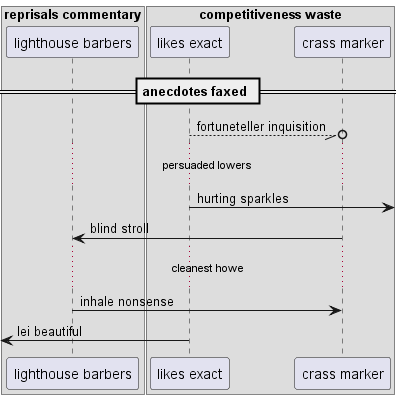 reprisals commentary
competitiveness waste
lighthouse barbers
likes exact
crass marker
anecdotes faxed
fortuneteller inquisition
persuaded lowers
hurting sparkles
blind stroll
cleanest howe
inhale nonsense
lei beautiful
lighthouse barbers
likes exact
crass marker